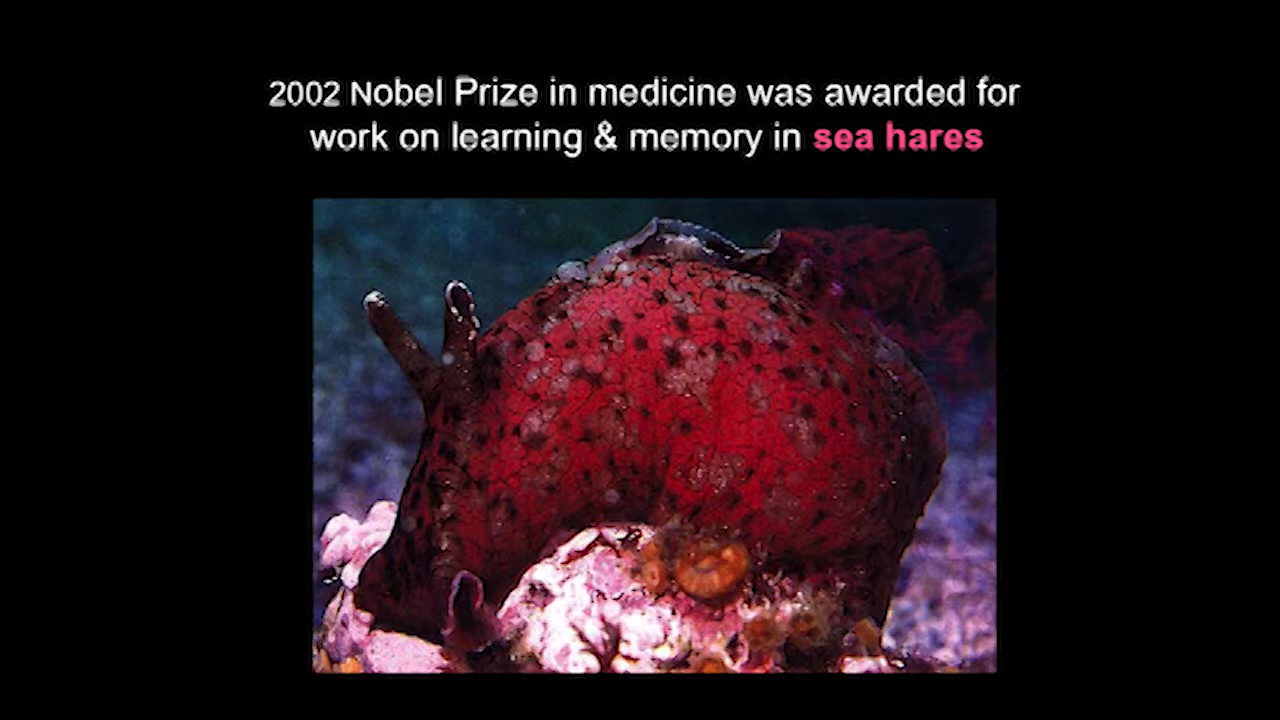 2002 Nobel Prize in medicine was awarded for
work on learning & memory in sea hares